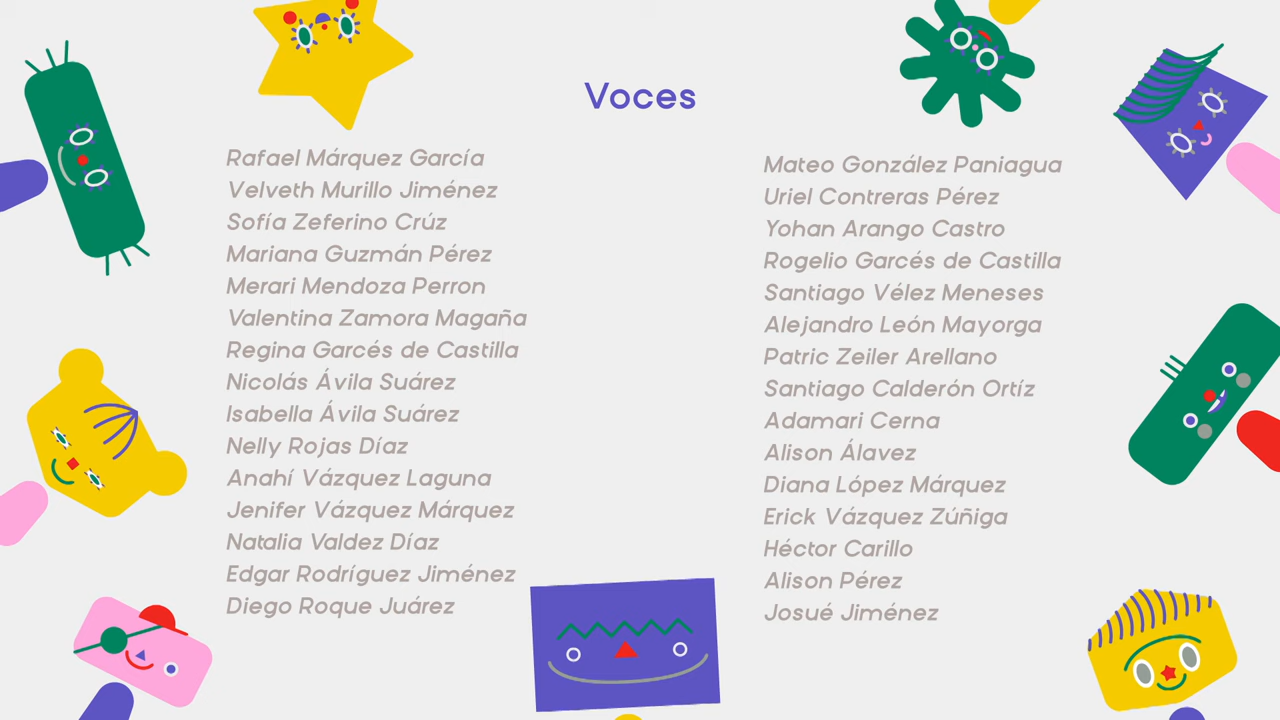 Voces
Rafael Márquez García
Velveth Murillo Jiménez
Sofía Zeferino Crúz
Mariana Guzmán Pérez
Merari Mendoza Perron
Valentina Zamora Magaña
Regina Garcés de Castilla
Nicolás Ávila Suárez
Isabella Ávila Suárez
Nelly Rojas Díaz
Anahí Vázquez Laguna
Jenifer Vázquez Márquez
Natalia Valdez Díaz
Edgar Rodríguez Jiménez
Diego Roque Juárez
Mateo González Paniagua
Uriel Contreras Pérez
Yohan Arango Castro
Rogelio Garcés de Castilla
Santiago Vélez Meneses
Alejandro León Mayorga
Patric Zeiler Arellano
Santiago Calderón Ortíz
Adamari Cerna
Alison Álavez
Diana López Márquez
Erick Vázquez Zúñiga
Héctor Carillo
Alison Pérez
Josué Jiménez